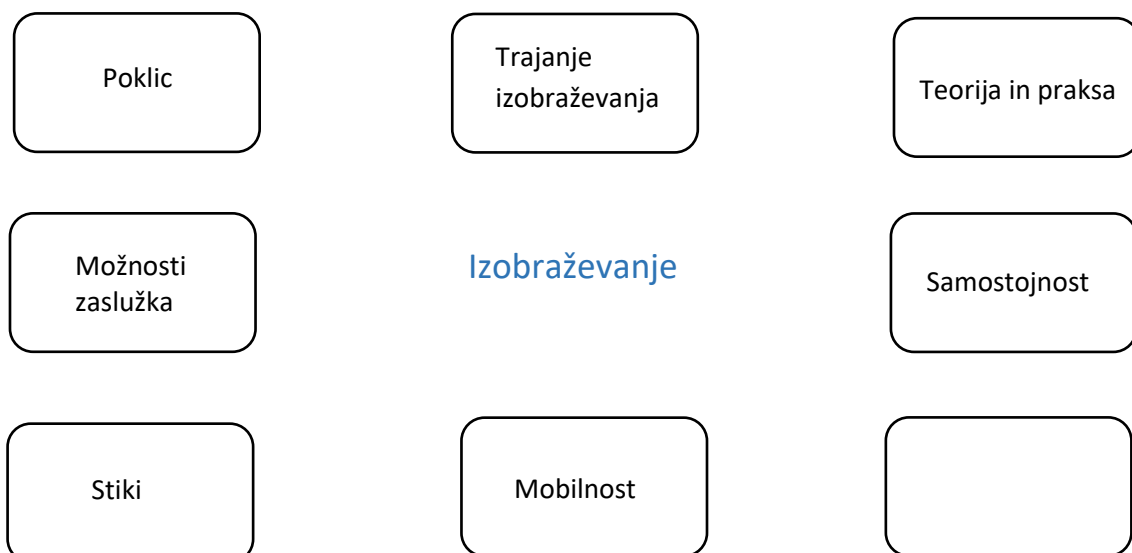 Poklic
Trajanje
izobraževanja
Teorija in praksa
Možnosti
zaslužka
Izobraževanje
Samostojnost
Stiki
Mobilnost